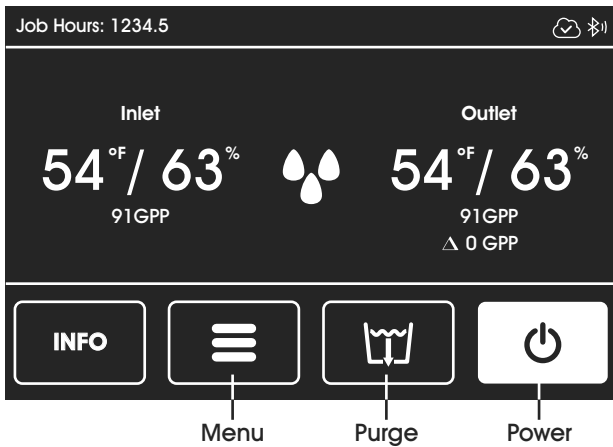 Job Hours: 1234.5
Inlet
Outlet
54°F/ 63%
54°F/ 63%
91GPP
91GPP
Δ 0 GPP
INFO
Menu
Purge
Power